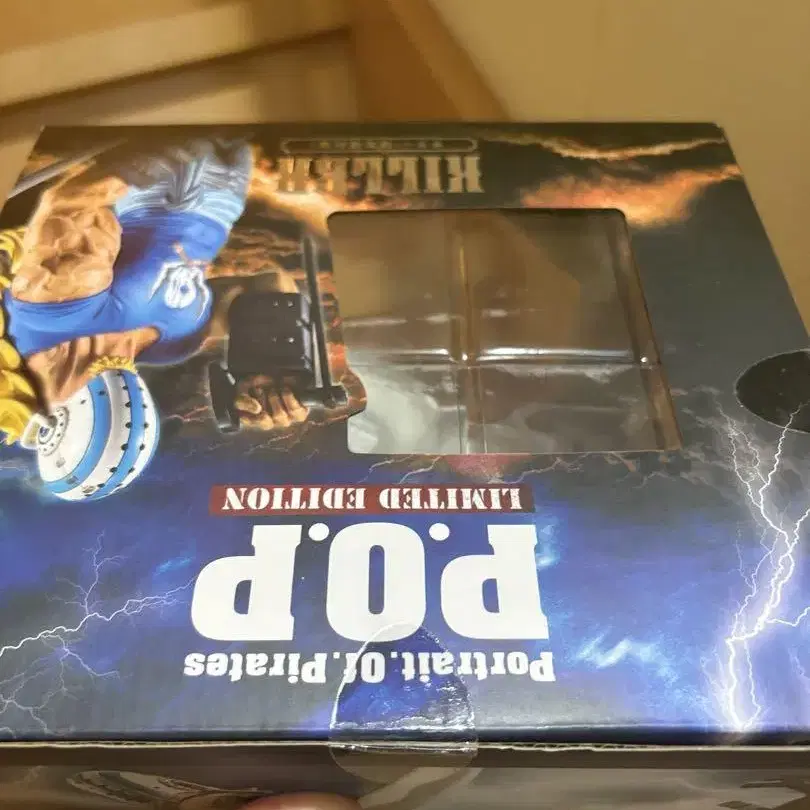 Portrait.Of.Pirates
P.O.P
LIMITED EDITION
KILLER